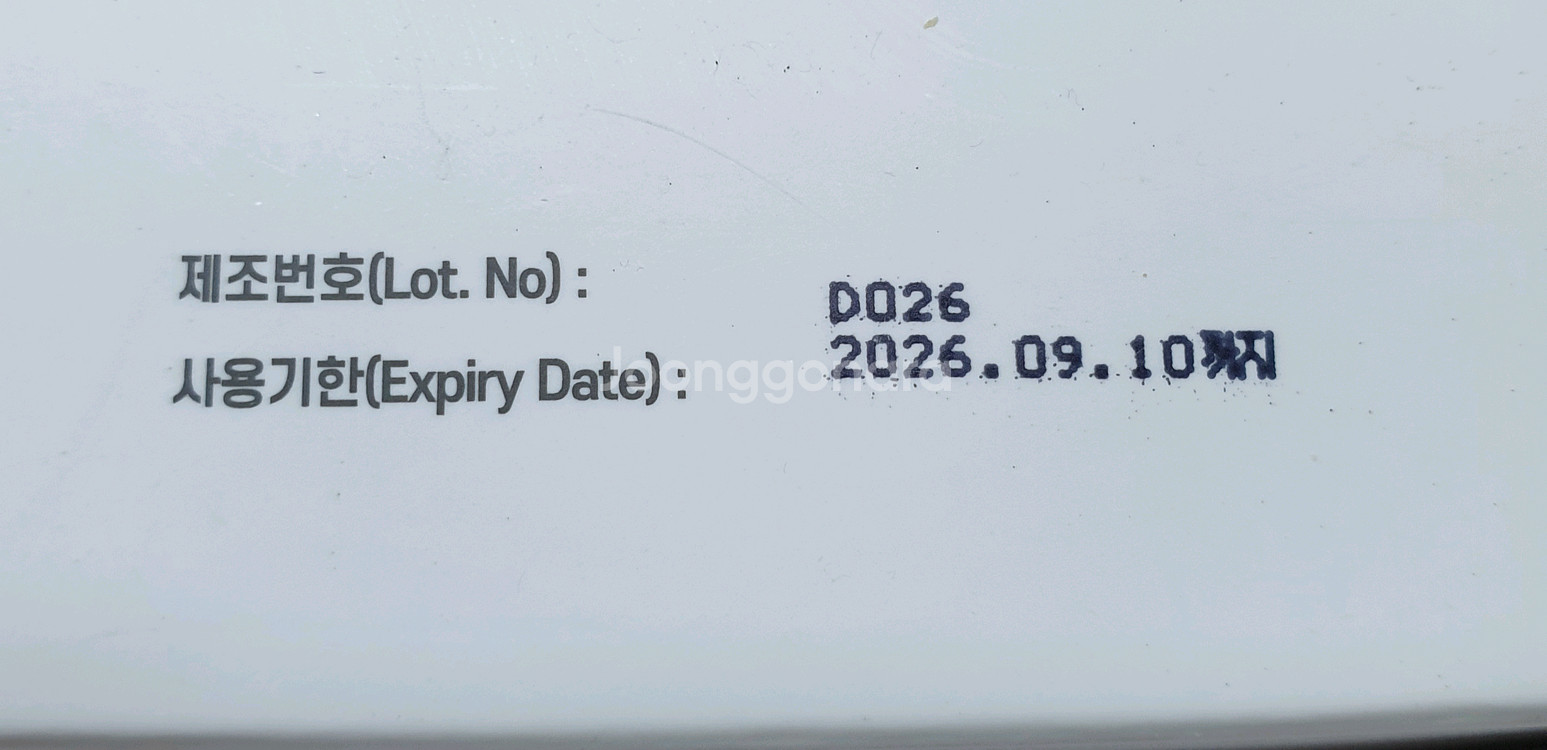 제조번호(Lot. No) : D026
사용기한(Expiry Date) : 2026.09.10까지
joonggonara